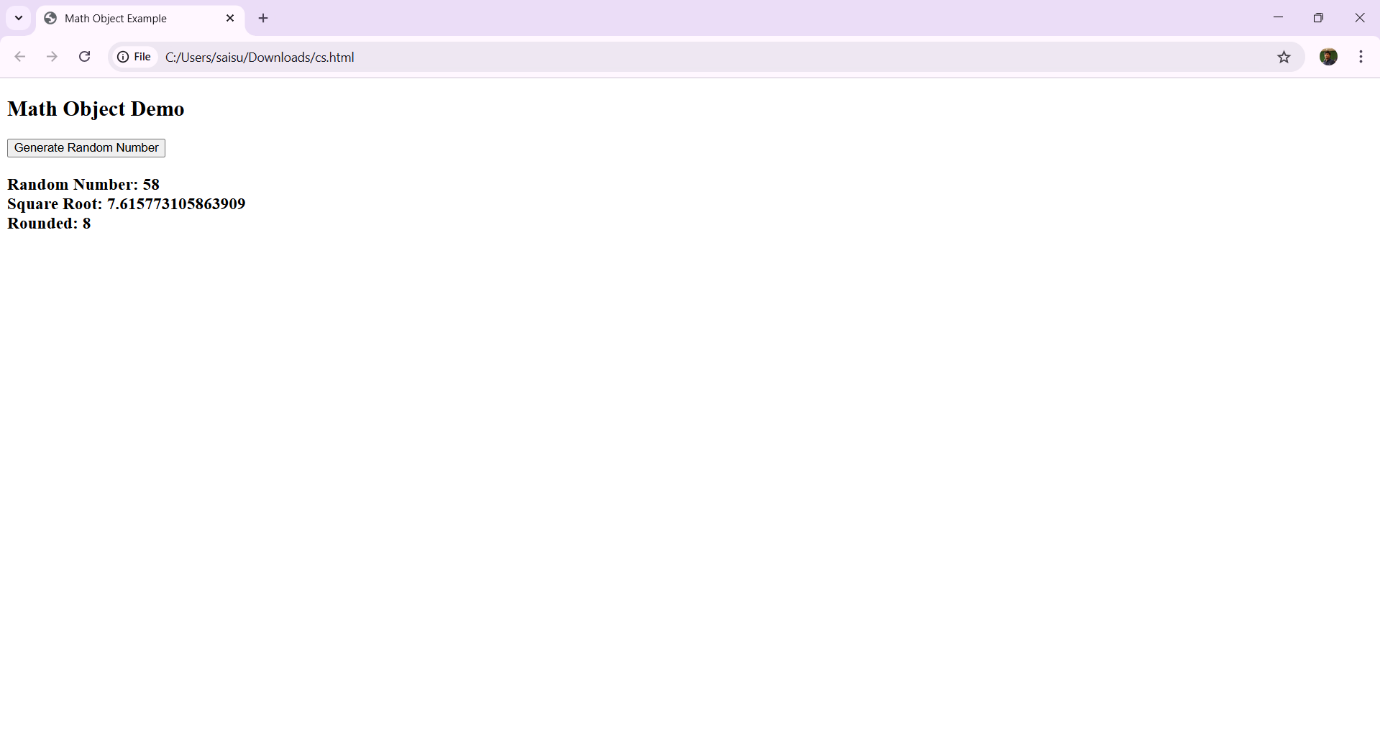 Math Object Example
File
C:/Users/saisu/Downloads/cs.html
Math Object Demo
Generate Random Number
Random Number: 58
Square Root: 7.615773105863909
Rounded: 8